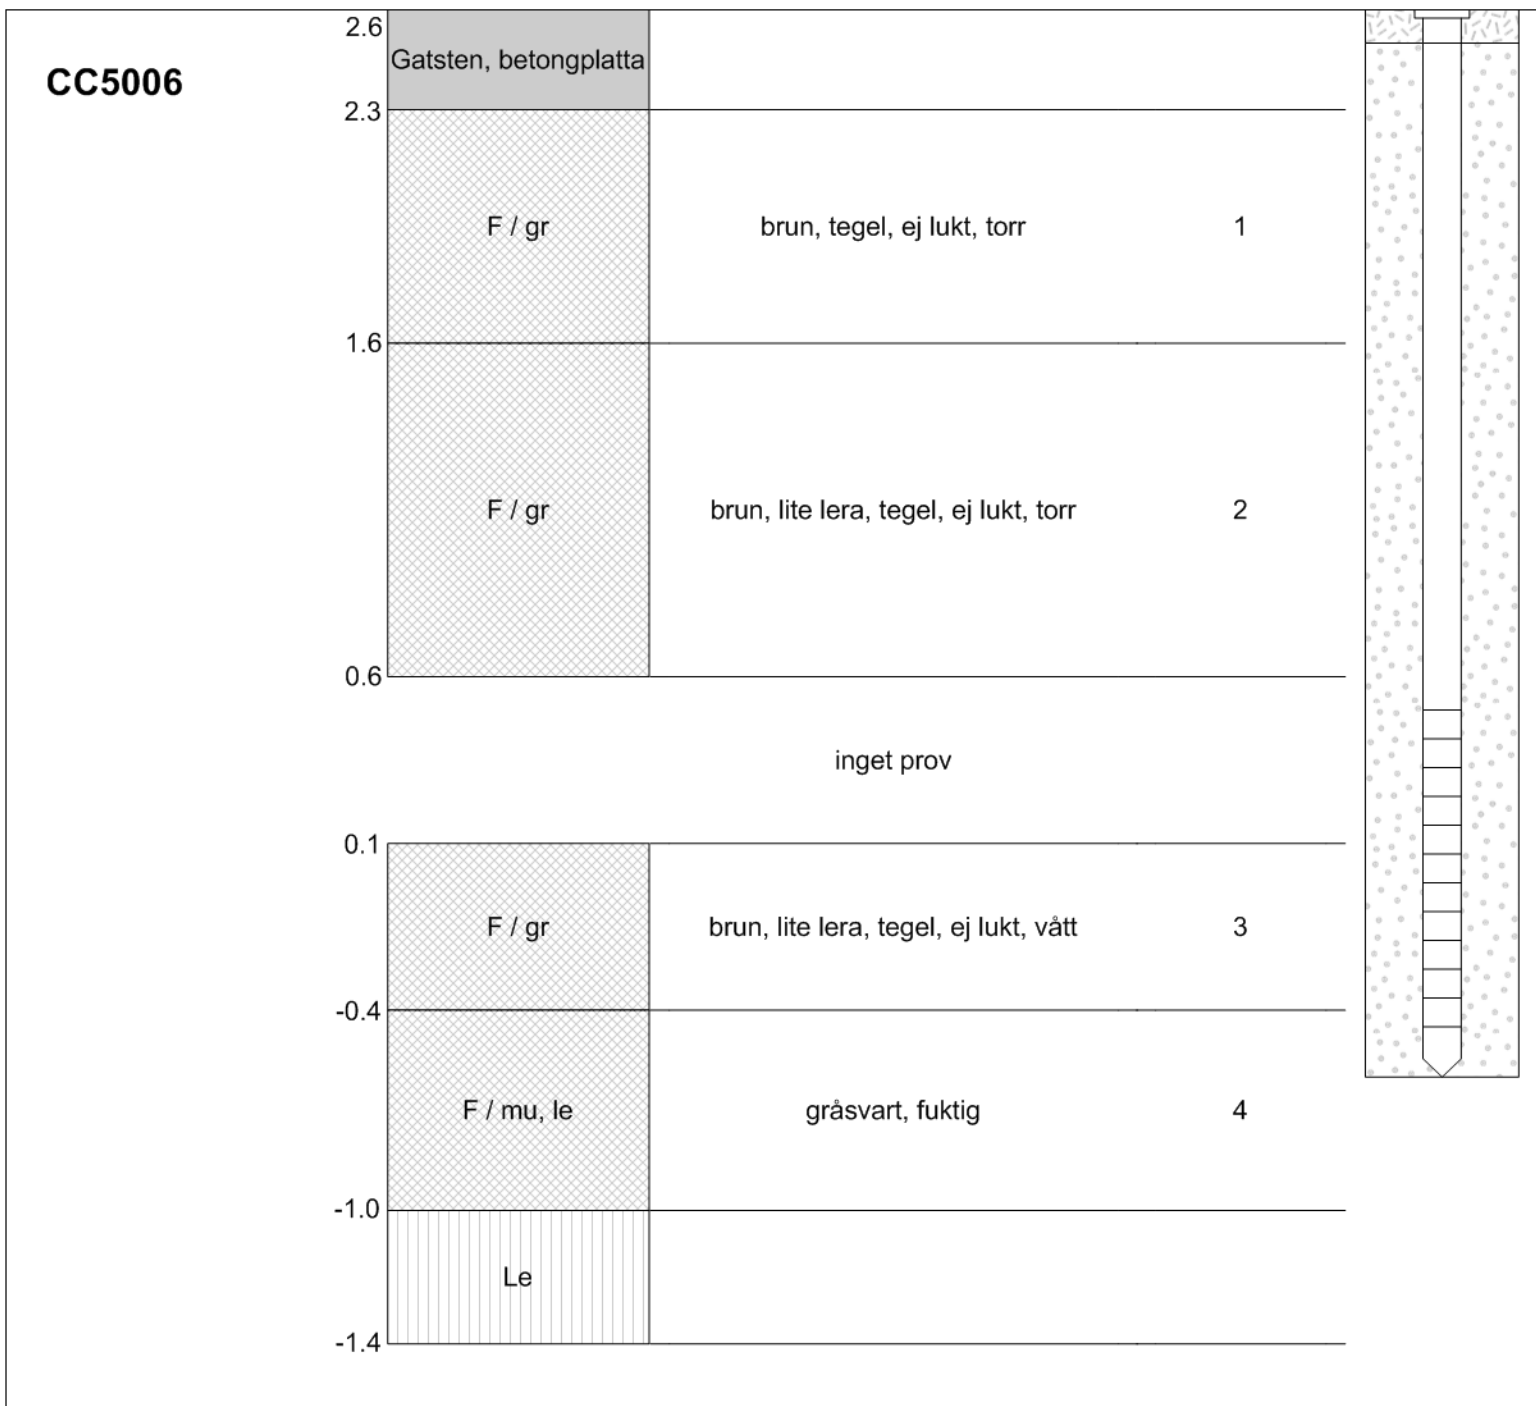 CC5006
2.6
Gatsten, betongplatta
2.3
F / gr brun, tegel, ej lukt, torr 1
1.6
F / gr brun, lite lera, tegel, ej lukt, torr 2
0.6
inget prov
0.1
F / gr brun, lite lera, tegel, ej lukt, vått 3
-0.4
F / mu, le gråsvart, fuktig 4
-1.0
Le
-1.4